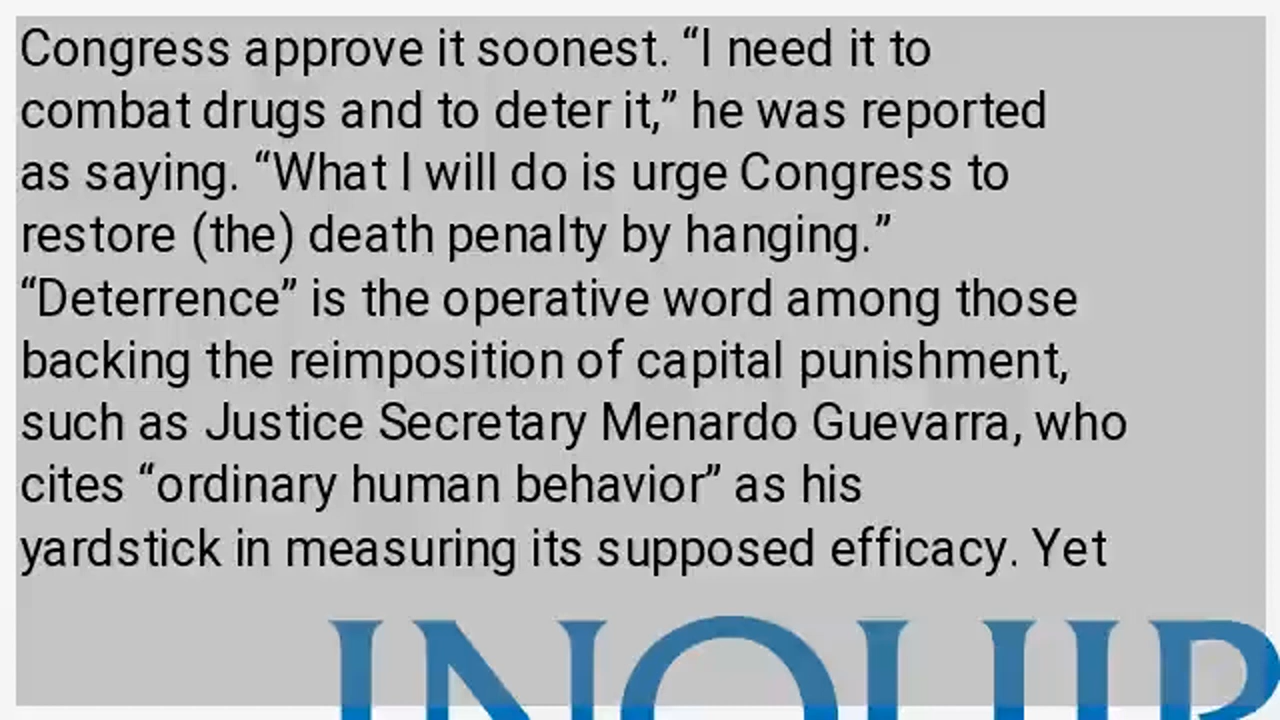 Congress approve it soonest. “I need it to
combat drugs and to deter it,” he was reported
as saying. “What I will do is urge Congress to
restore (the) death penalty by hanging.”
“Deterrence” is the operative word among those
backing the reimposition of capital punishment,
such as Justice Secretary Menardo Guevarra, who
cites “ordinary human behavior” as his
yardstick in measuring its supposed efficacy. Yet
INQUIR